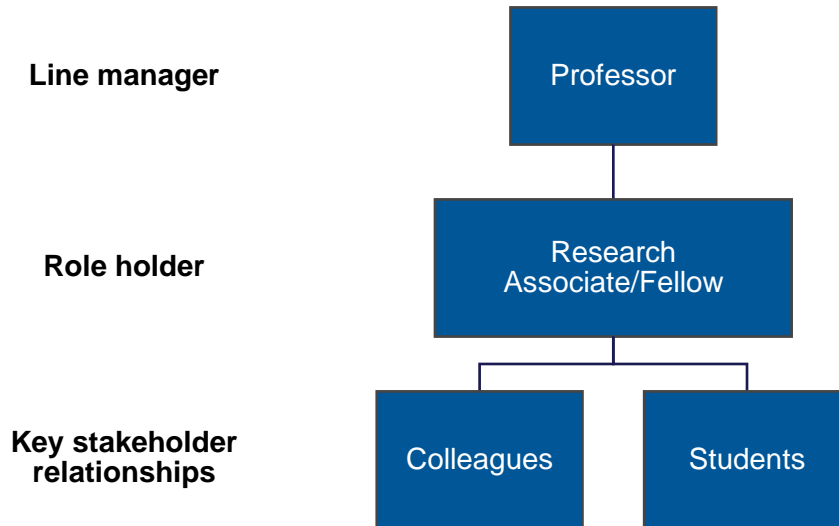 Line manager
Professor
Role holder
Research
Associate/Fellow
Key stakeholder
relationships
Colleagues
Students